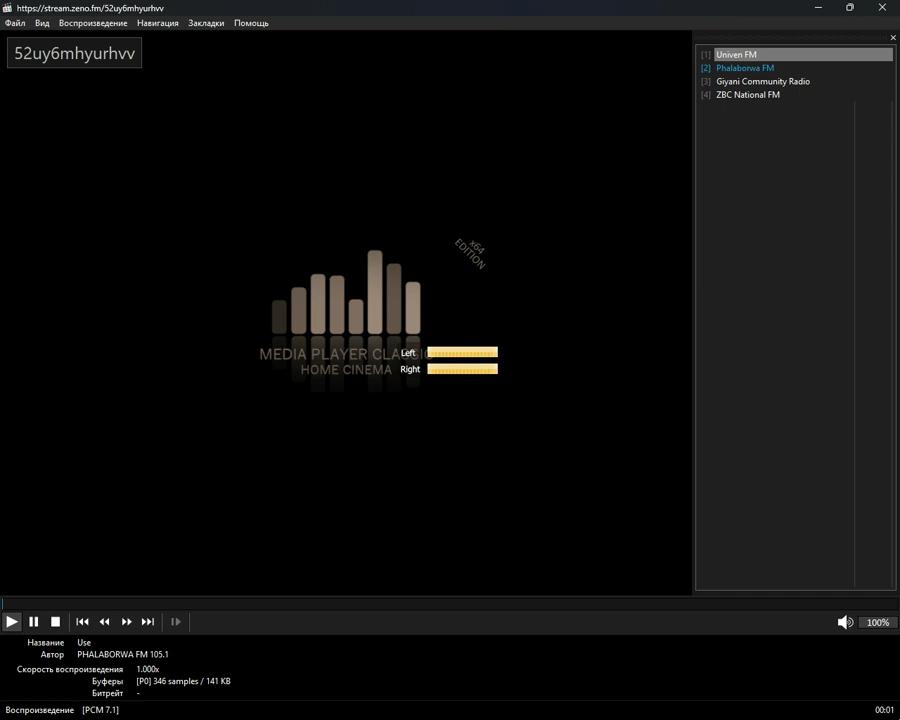 https://stream.zeno.fm/52uy6mhyurhvv
Файл Вид Воспроизведение Навигация Закладки Помощь
52uy6mhyurhvv
[1] Univen FM
[2] Phalaborwa FM
[3] Giyani Community Radio
[4] ZBC National FM
x64
EDITION
MEDIA PLAYER CLASSIC
HOME CINEMA
Left
Right
100%
Название Use
Автор PHALABORWA FM 105.1
Скорость воспроизведения 1.000x
Буферы [P0] 346 samples / 141 KB
Битрейт -
Воспроизведение [PCM 7.1] 00:01